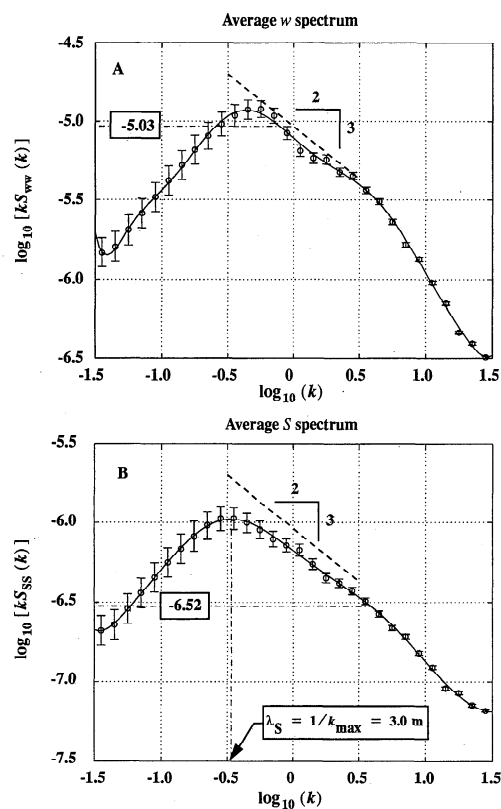 Average w spectrum
A
-5.03
2
3
log10 [kSww (k)]
-4.5
-5.0
-5.5
-6.0
-6.5
-1.5 -1.0 -0.5 0 0.5 1.0 1.5
log10 (k)
Average S spectrum
B
-6.52
2
3
λS = 1/kmax = 3.0 m
log10 [kSSS (k)]
-5.5
-6.0
-6.5
-7.0
-7.5
-1.5 -1.0 -0.5 0 0.5 1.0 1.5
log10 (k)